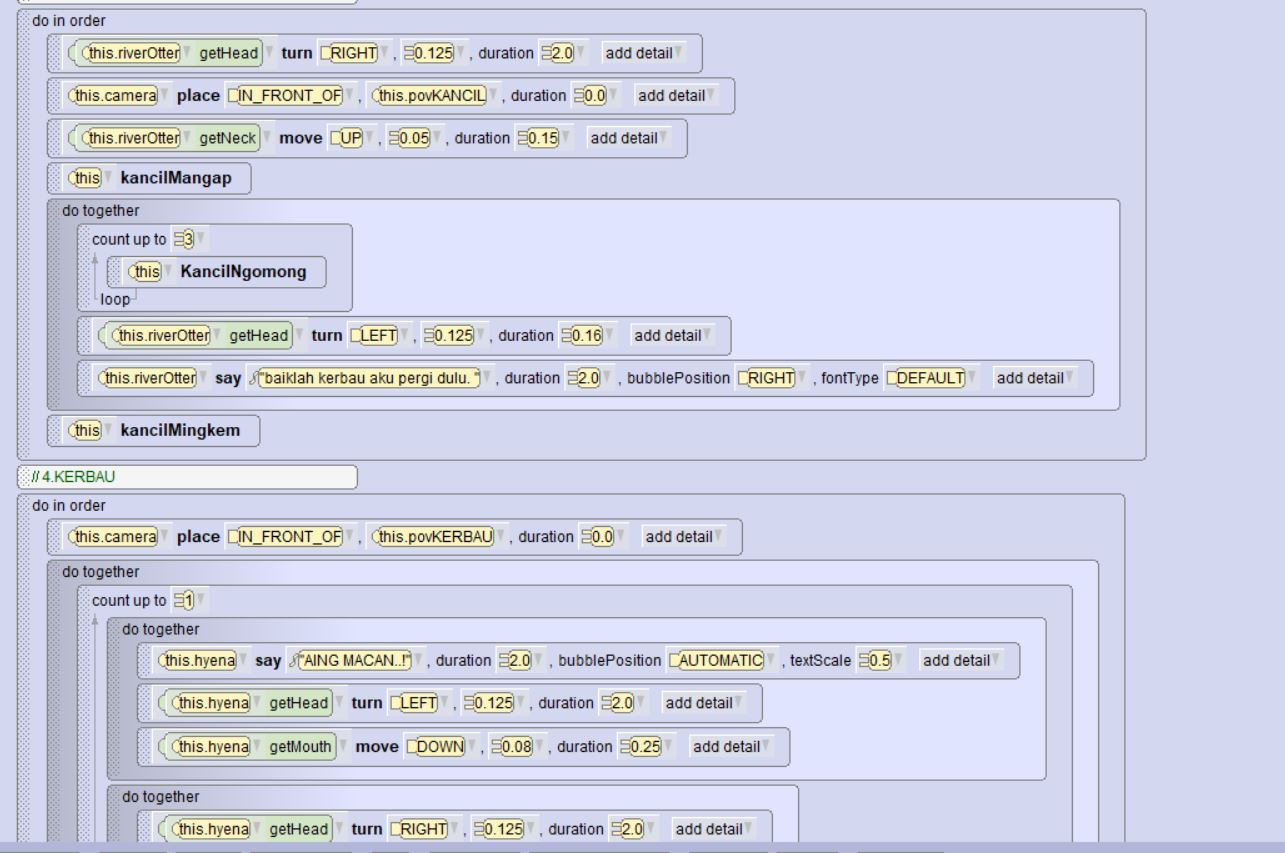 do in order
this.riverOtter getHead turn RIGHT , 0.125 , duration 2.0 add detail
this.camera place IN_FRONT_OF , this.povKANCIL , duration 0.0 add detail
this.riverOtter getNeck move UP , 0.05 , duration 0.15 add detail
this kancilMangap
do together
count up to 3
this KancilNgomong
loop
this.riverOtter getHead turn LEFT , 0.125 , duration 0.16 add detail
this.riverOtter say "baiklah kerbau aku pergi dulu. " , duration 2.0 , bubblePosition RIGHT , fontType DEFAULT add detail
this kancilMingkem
// 4.KERBAU
do in order
this.camera place IN_FRONT_OF , this.povKERBAU , duration 0.0 add detail
do together
count up to 1
do together
this.hyena say "AING MACAN..!" , duration 2.0 , bubblePosition AUTOMATIC , textScale 0.5 add detail
this.hyena getHead turn LEFT , 0.125 , duration 2.0 add detail
this.hyena getMouth move DOWN , 0.08 , duration 0.25 add detail
do together
this.hyena getHead turn RIGHT , 0.125 , duration 2.0 add detail